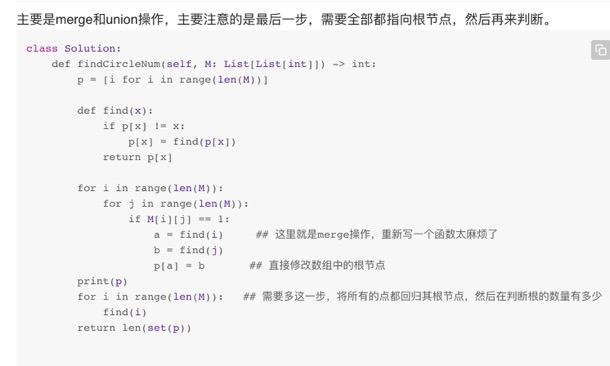 主要是merge和union操作，主要注意的是最后一步，需要全部都指向根节点，然后再来判断。
class Solution:
    def findCircleNum(self, M: List[List[int]]) -> int:
        p = [i for i in range(len(M))]
        def find(x):
            if p[x] != x:
                p[x] = find(p[x])
            return p[x]
        for i in range(len(M)):
            for j in range(len(M)):
                if M[i][j] == 1:
                    a = find(i)     ## 这里就是merge操作，重新写一个函数太麻烦了
                    b = find(j)
                    p[a] = b       ## 直接修改数组中的根节点
        print(p)
        for i in range(len(M)):   ## 需要多这一步，将所有的点都回归其根节点，然后在判断根的数量有多少
            find(i)
        return len(set(p))